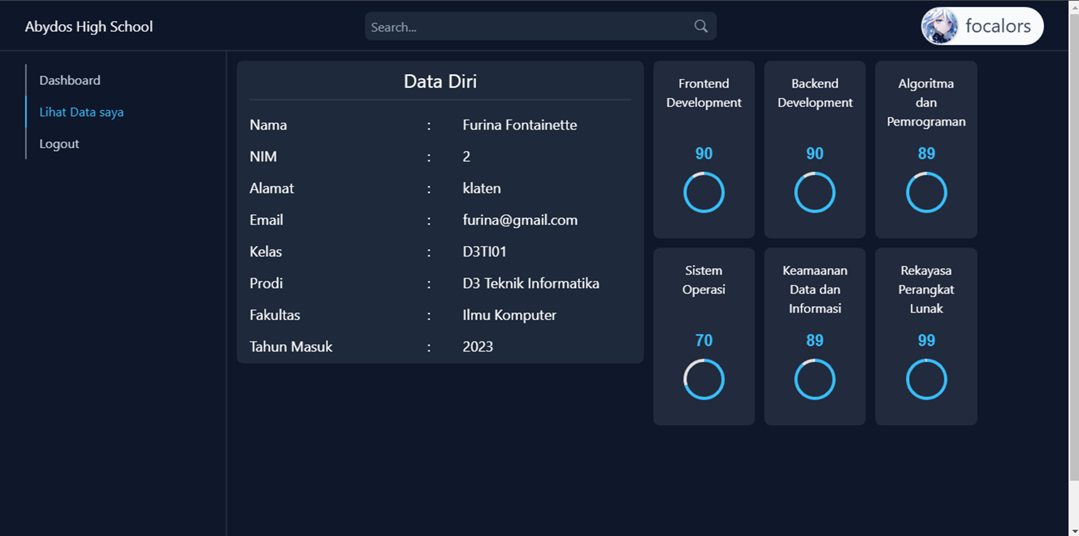 Abydos High School
Search...
focalors
Dashboard
Lihat Data saya
Logout
Data Diri
Nama : Furina Fontainette
NIM : 2
Alamat : klaten
Email : furina@gmail.com
Kelas : D3TI01
Prodi : D3 Teknik Informatika
Fakultas : Ilmu Komputer
Tahun Masuk : 2023
Frontend
Development
90
Backend
Development
90
Algoritma
dan
Pemrograman
89
Sistem
Operasi
70
Keamaanan
Data dan
Informasi
89
Rekayasa
Perangkat
Lunak
99